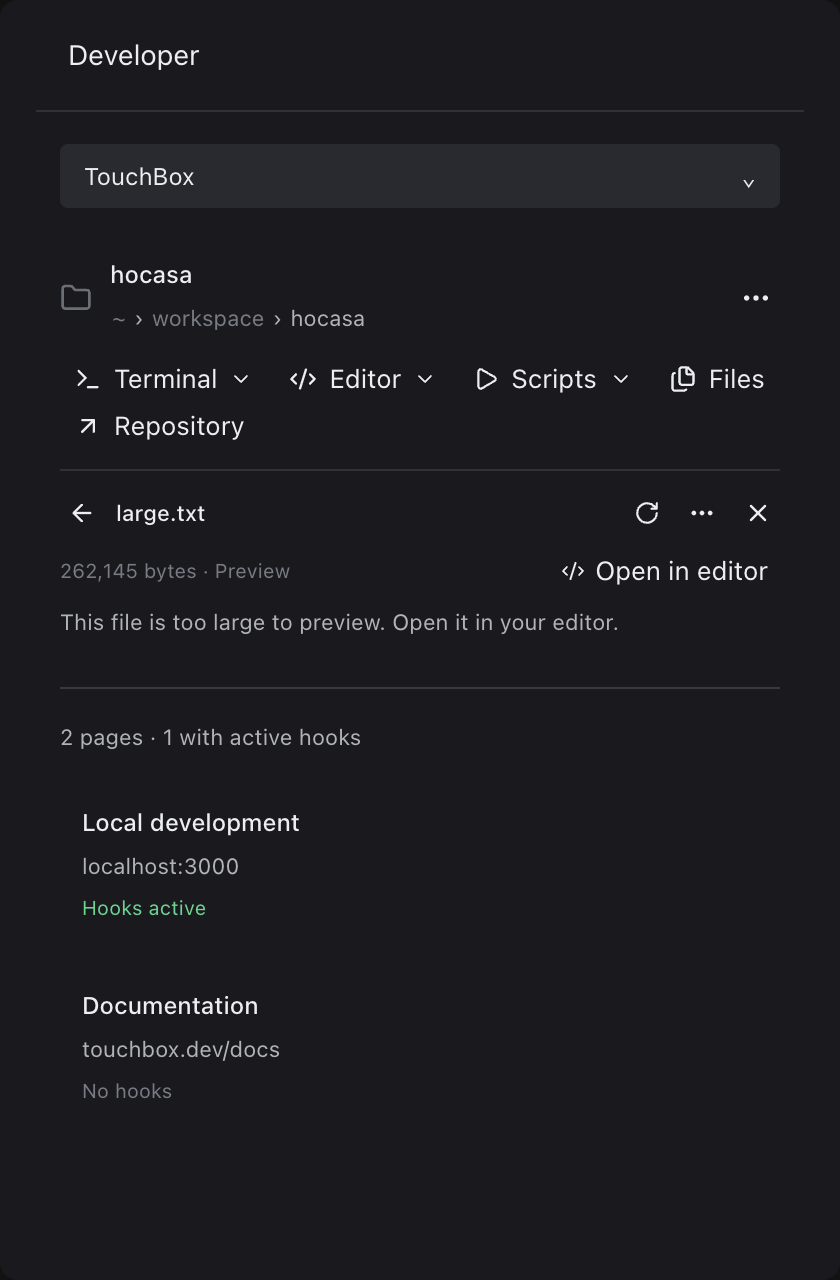 Developer
TouchBox
hocasa
~ › workspace › hocasa
Terminal Editor Scripts Files
Repository
large.txt
262,145 bytes · Preview Open in editor
This file is too large to preview. Open it in your editor.
2 pages · 1 with active hooks
Local development
localhost:3000
Hooks active
Documentation
touchbox.dev/docs
No hooks